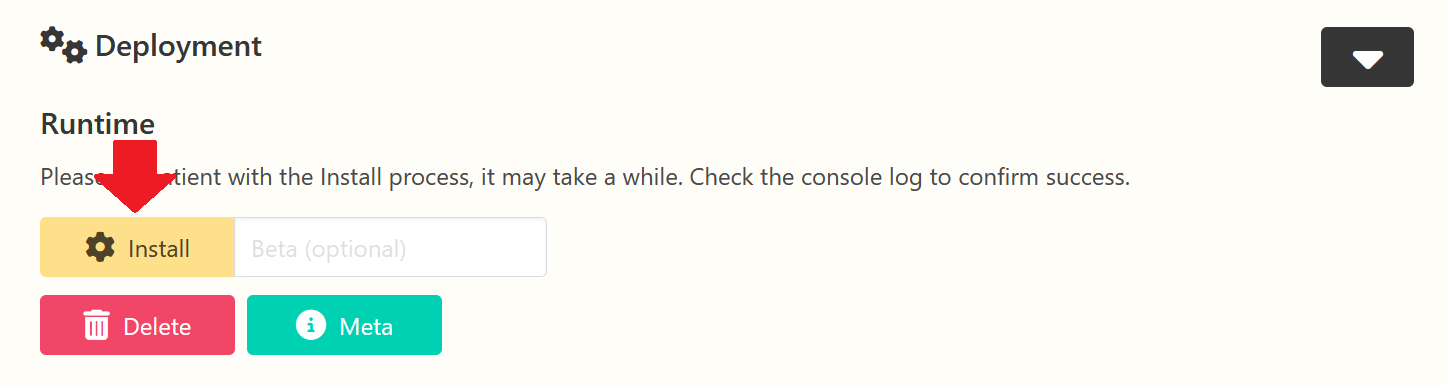 Deployment
Runtime
Please patient with the Install process, it may take a while. Check the console log to confirm success.
Install
Beta (optional)
Delete
Meta